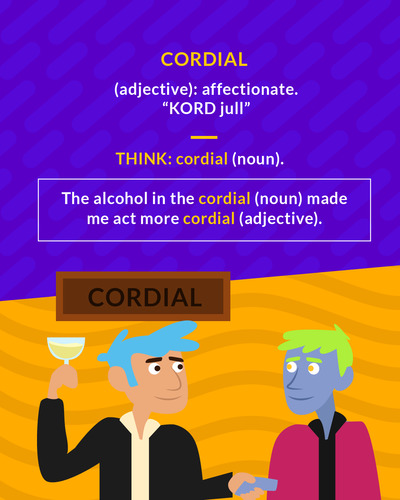 CORDIAL
(adjective): affectionate.
“KORD jull”
THINK: cordial (noun).
The alcohol in the cordial (noun) made
me act more cordial (adjective).
CORDIAL